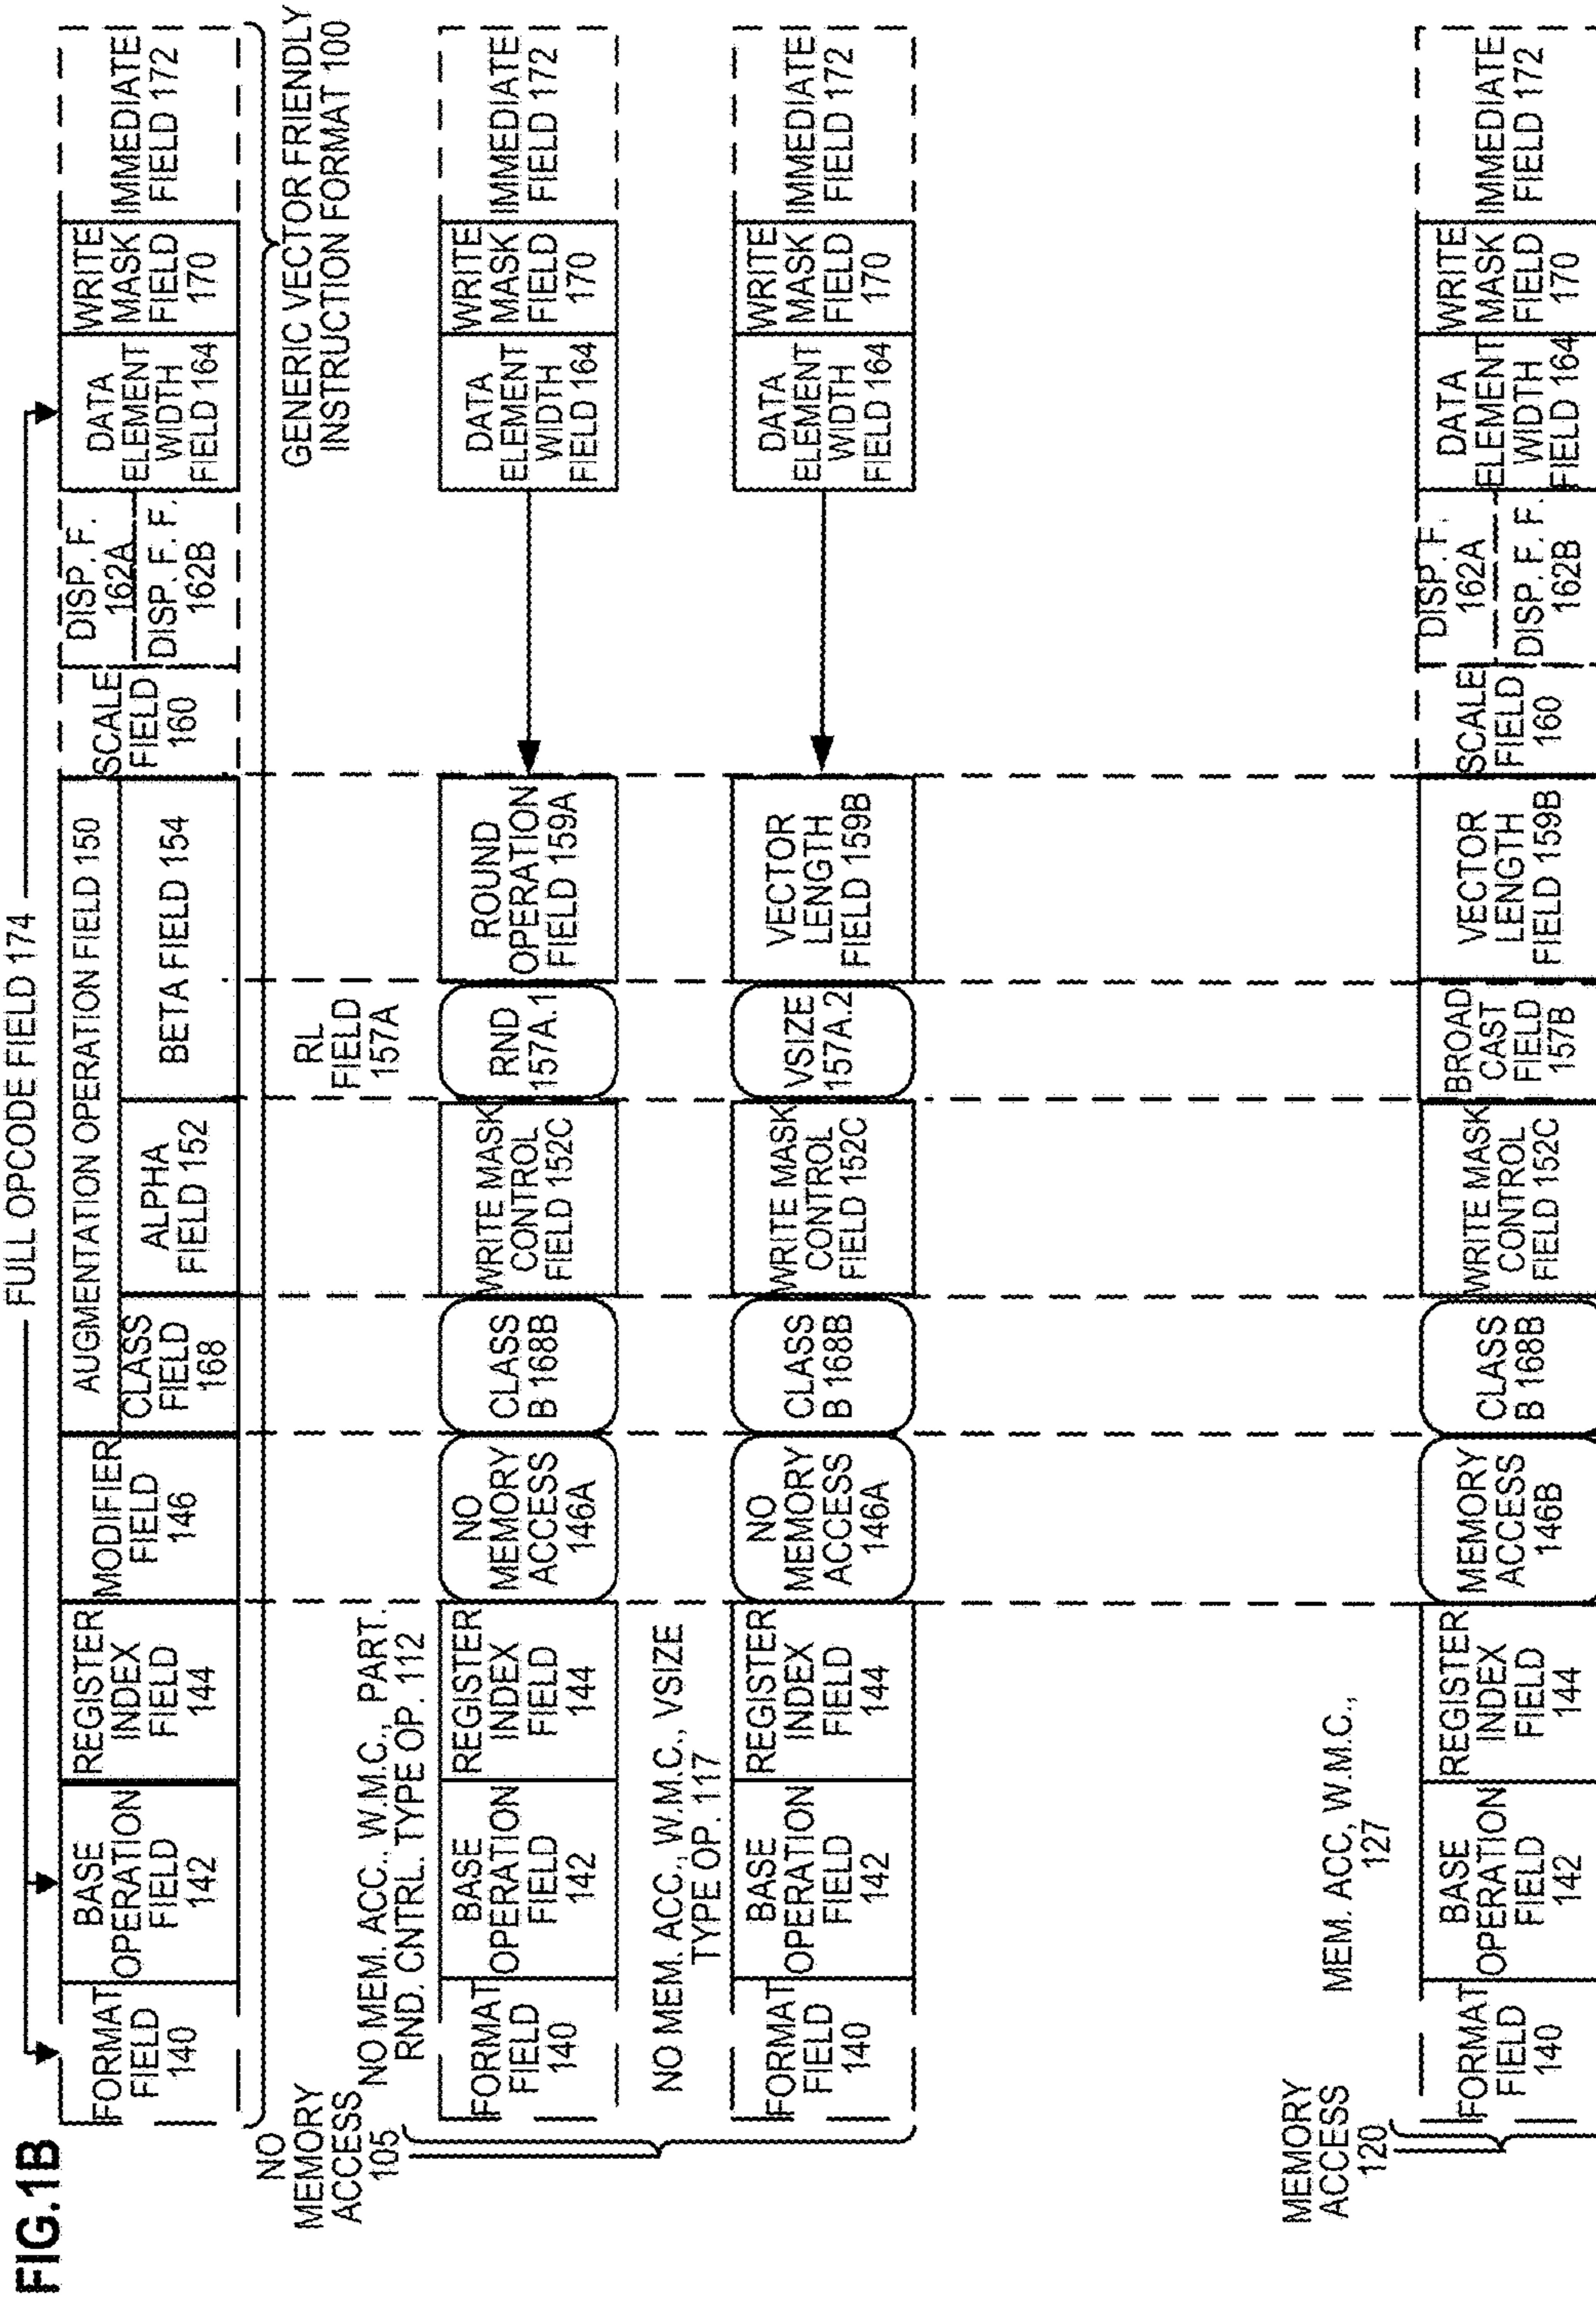 FIG.1B
FULL OPCODE FIELD 174
FORMAT
FIELD
140
BASE
OPERATION
FIELD
142
REGISTER
INDEX
FIELD
144
MODIFIER
FIELD
146
AUGMENTATION OPERATION FIELD 150
CLASS
FIELD
168
ALPHA
FIELD 152
BETA FIELD 154
SCALE
FIELD
160
DISP. F.
162A
DISP. F. F.
162B
DATA
ELEMENT
WIDTH
FIELD 164
WRITE
MASK
FIELD
170
IMMEDIATE
FIELD 172
GENERIC VECTOR FRIENDLY
INSTRUCTION FORMAT 100
NO
MEMORY
ACCESS
105
NO MEM. ACC., W.M.C., PART.
RND. CNTRL. TYPE OP. 112
RL
FIELD
157A
FORMAT
FIELD
140
BASE
OPERATION
FIELD
142
REGISTER
INDEX
FIELD
144
NO
MEMORY
ACCESS
146A
CLASS
B 168B
WRITE MASK
CONTROL
FIELD 152C
RND
157A.1
ROUND
OPERATION
FIELD 159A
DATA
ELEMENT
WIDTH
FIELD 164
WRITE
MASK
FIELD
170
IMMEDIATE
FIELD 172
NO MEM. ACC., W.M.C., VSIZE
TYPE OP. 117
FORMAT
FIELD
140
BASE
OPERATION
FIELD
142
REGISTER
INDEX
FIELD
144
NO
MEMORY
ACCESS
146A
CLASS
B 168B
WRITE MASK
CONTROL
FIELD 152C
VSIZE
157A.2
VECTOR
LENGTH
FIELD 159B
DATA
ELEMENT
WIDTH
FIELD 164
WRITE
MASK
FIELD
170
IMMEDIATE
FIELD 172
MEMORY
ACCESS
120
MEM. ACC, W.M.C.,
127
FORMAT
FIELD
140
BASE
OPERATION
FIELD
142
REGISTER
INDEX
FIELD
144
MEMORY
ACCESS
146B
CLASS
B 168B
WRITE MASK
CONTROL
FIELD 152C
BROAD
CAST
FIELD
157B
VECTOR
LENGTH
FIELD 159B
SCALE
FIELD
160
DISP. F.
162A
DISP. F. F.
162B
DATA
ELEMENT
WIDTH
FIELD 164
WRITE
MASK
FIELD
170
IMMEDIATE
FIELD 172